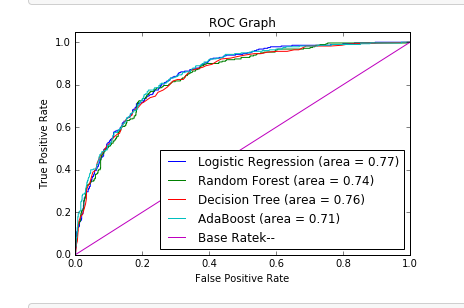 ROC Graph
1.0
0.8
0.6
0.4
0.2
0.0
True Positive Rate
Logistic Regression (area = 0.77)
Random Forest (area = 0.74)
Decision Tree (area = 0.76)
AdaBoost (area = 0.71)
Base Ratek--
0.0 0.2 0.4 0.6 0.8 1.0
False Positive Rate